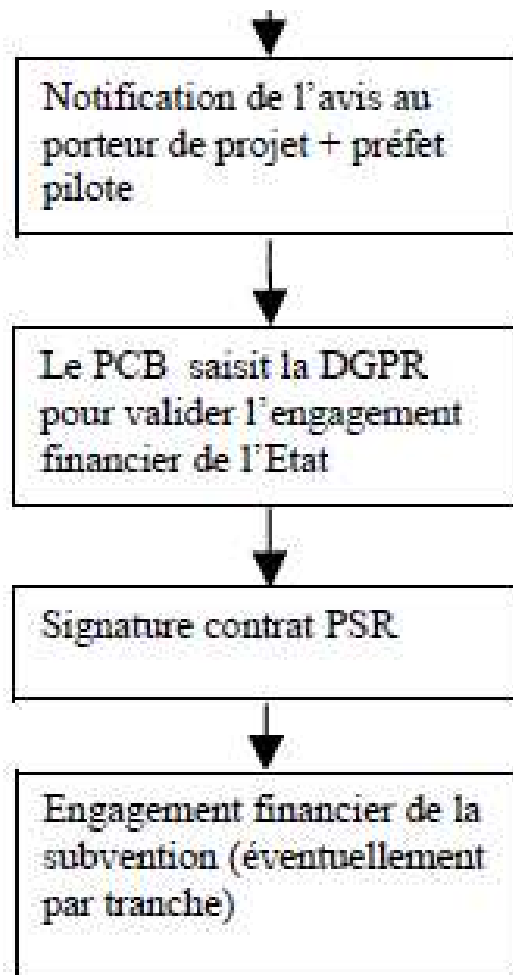 Notification de l'avis au
porteur de projet + préfet
pilote
Le PCB saisit la DGPR
pour valider l'engagement
financier de l'Etat
Signature contrat PSR
Engagement financier de la
subvention (éventuellement
par tranche)